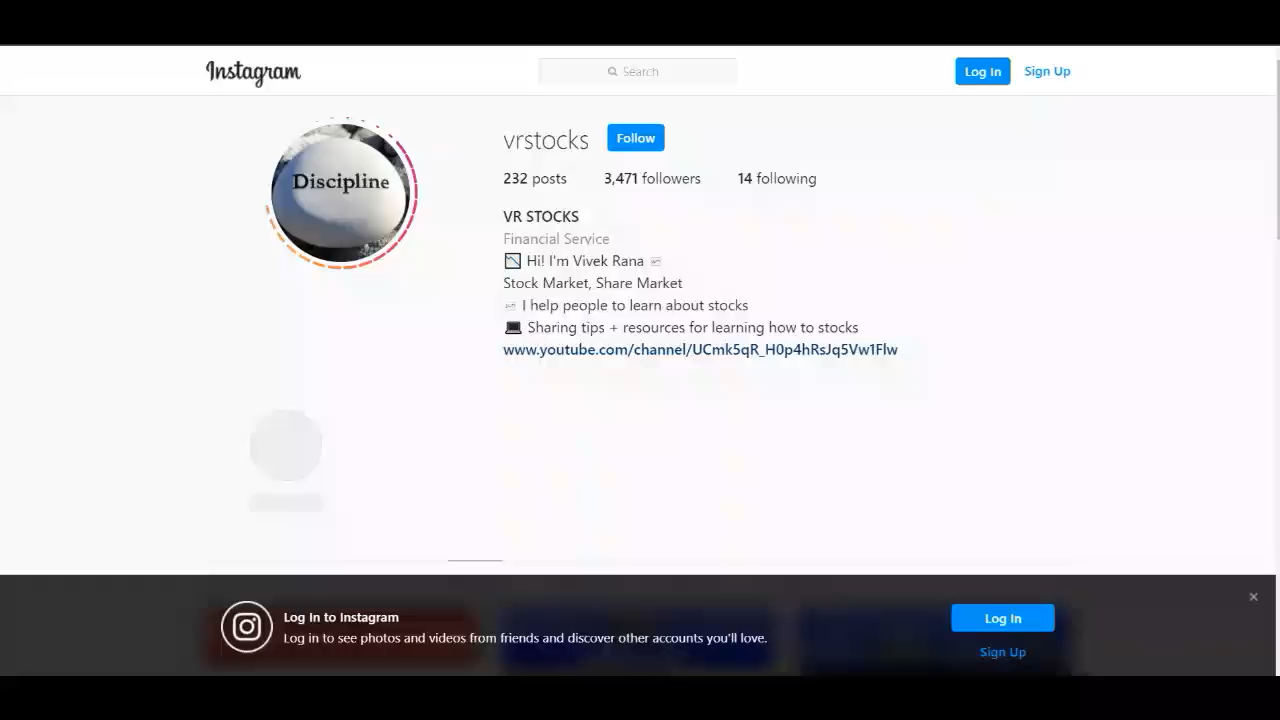 Instagram
Search
Log In
Sign Up
Discipline
vrstocks
Follow
232 posts 3,471 followers 14 following
VR STOCKS
Financial Service
Hi! I'm Vivek Rana
Stock Market, Share Market
I help people to learn about stocks
Sharing tips + resources for learning how to stocks
www.youtube.com/channel/UCmk5qR_H0p4hRsJq5Vw1Flw
Log In to Instagram
Log in to see photos and videos from friends and discover other accounts you'll love.
Log In
Sign Up